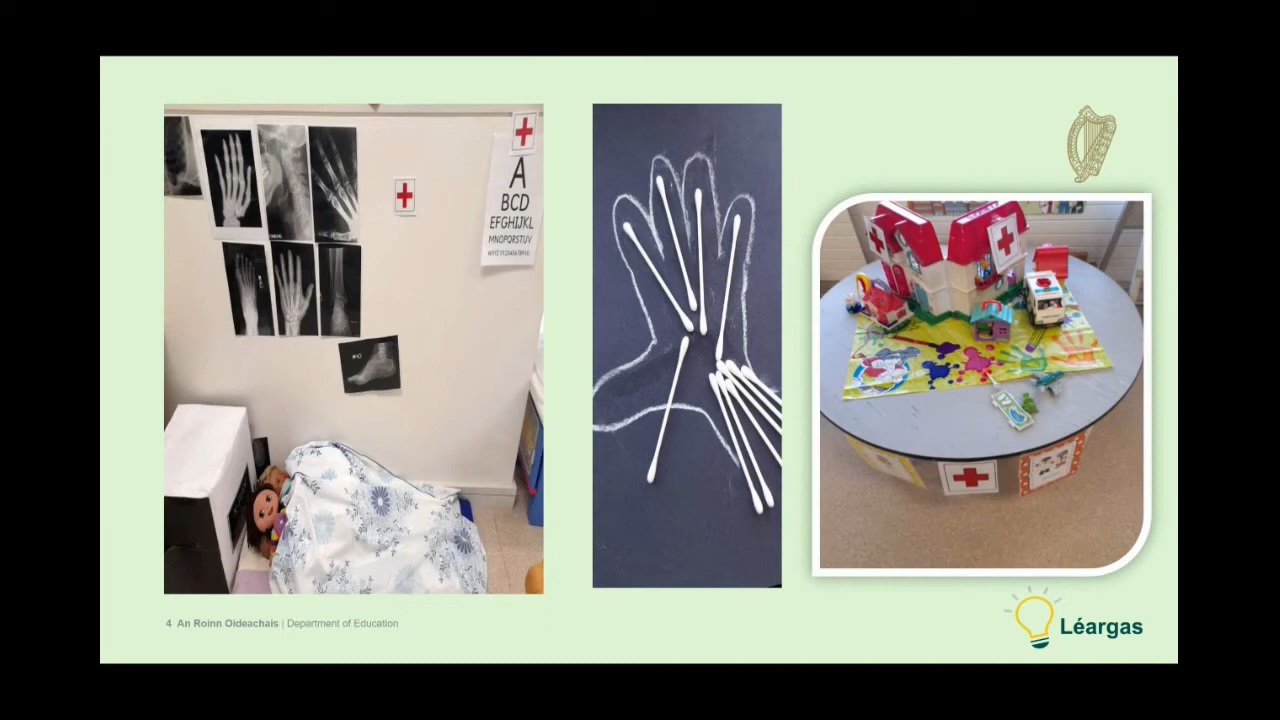 A
BCD
EFGHIJKL
MNOPQRSTUV
4 An Roinn Oideachais | Department of Education
Léargas